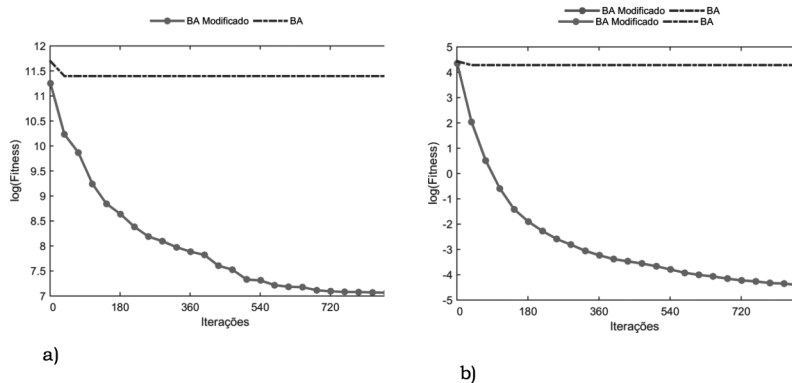 BA Modificado BA
12
11.5
11
10.5
10
9.5
9
8.5
8
7.5
7
log(Fitness)
0 180 360 540 720
Iterações
a)
BA Modificado BA
BA Modificado BA
5
4
3
2
1
0
-1
-2
-3
-4
-5
log(Fitness)
0 180 360 540 720
Iterações
b)